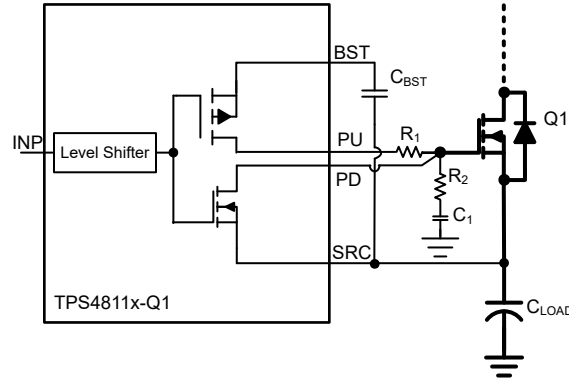 BST
C_BST
Q1
INP
Level Shifter
PU
R_1
PD
R_2
C_1
SRC
TPS4811x-Q1
C_LOAD